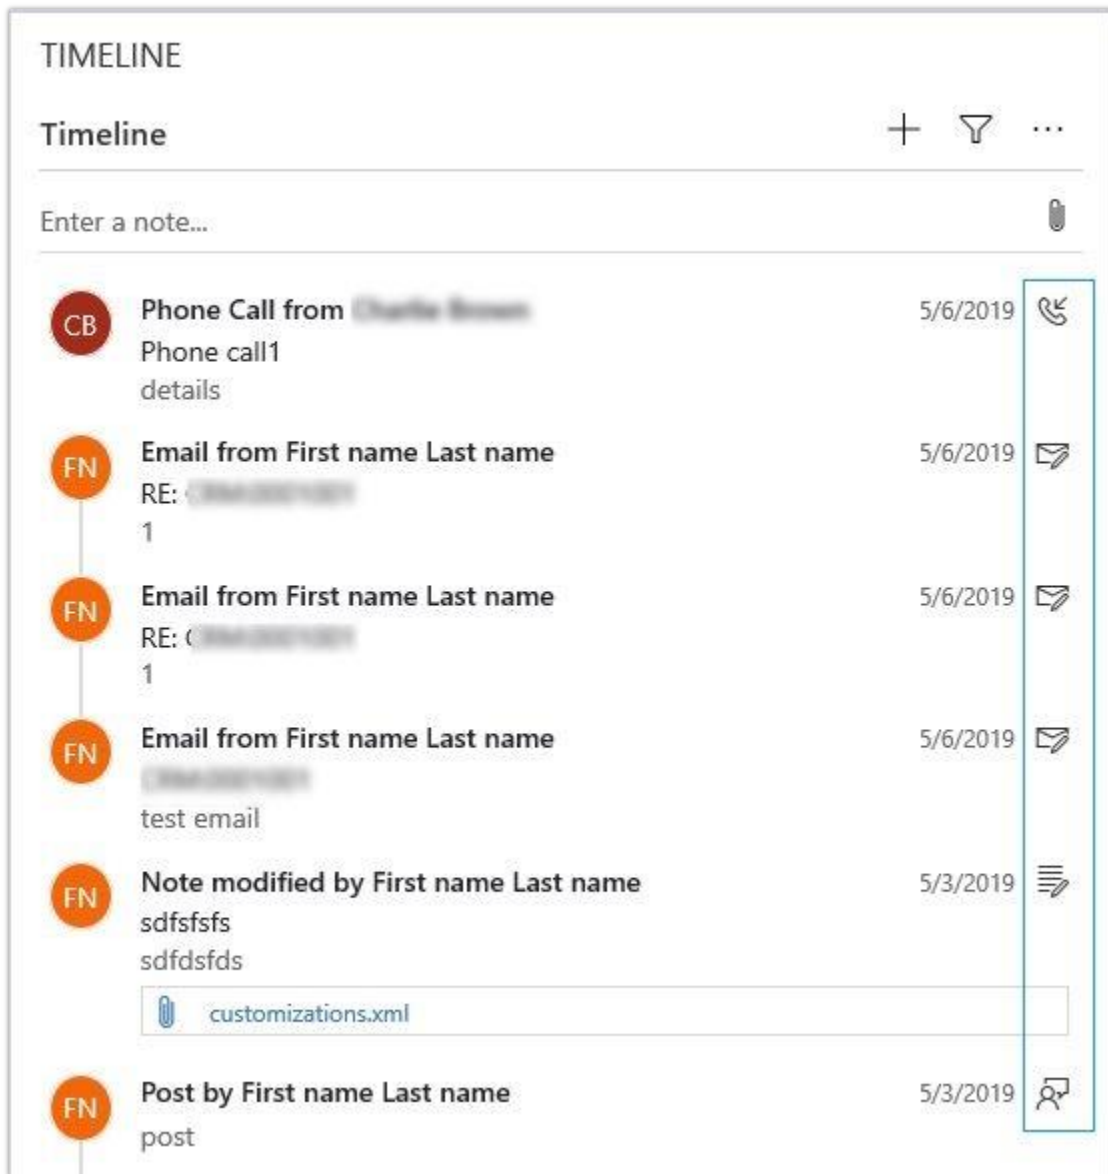 TIMELINE
Timeline
Enter a note...
CB
Phone Call from
5/6/2019
Phone call1
details
FN
Email from First name Last name
5/6/2019
RE:
1
FN
Email from First name Last name
5/6/2019
RE:
1
FN
Email from First name Last name
5/6/2019
test email
FN
Note modified by First name Last name
5/3/2019
sdfsfsfs
sdfdsfds
customizations.xml
FN
Post by First name Last name
5/3/2019
post